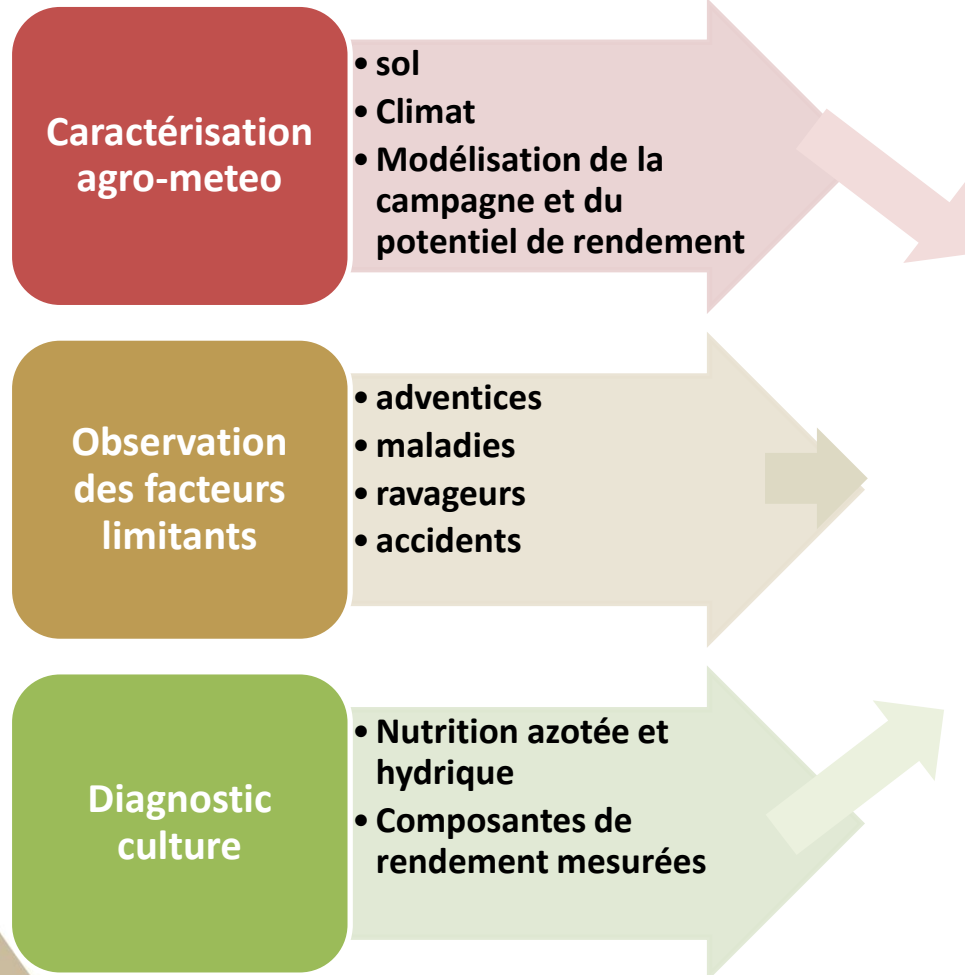 Caractérisation
agro-meteo
• sol
• Climat
• Modélisation de la
campagne et du
potentiel de rendement
Observation
des facteurs
limitants
• adventices
• maladies
• ravageurs
• accidents
Diagnostic
culture
• Nutrition azotée et
hydrique
• Composantes de
rendement mesurées